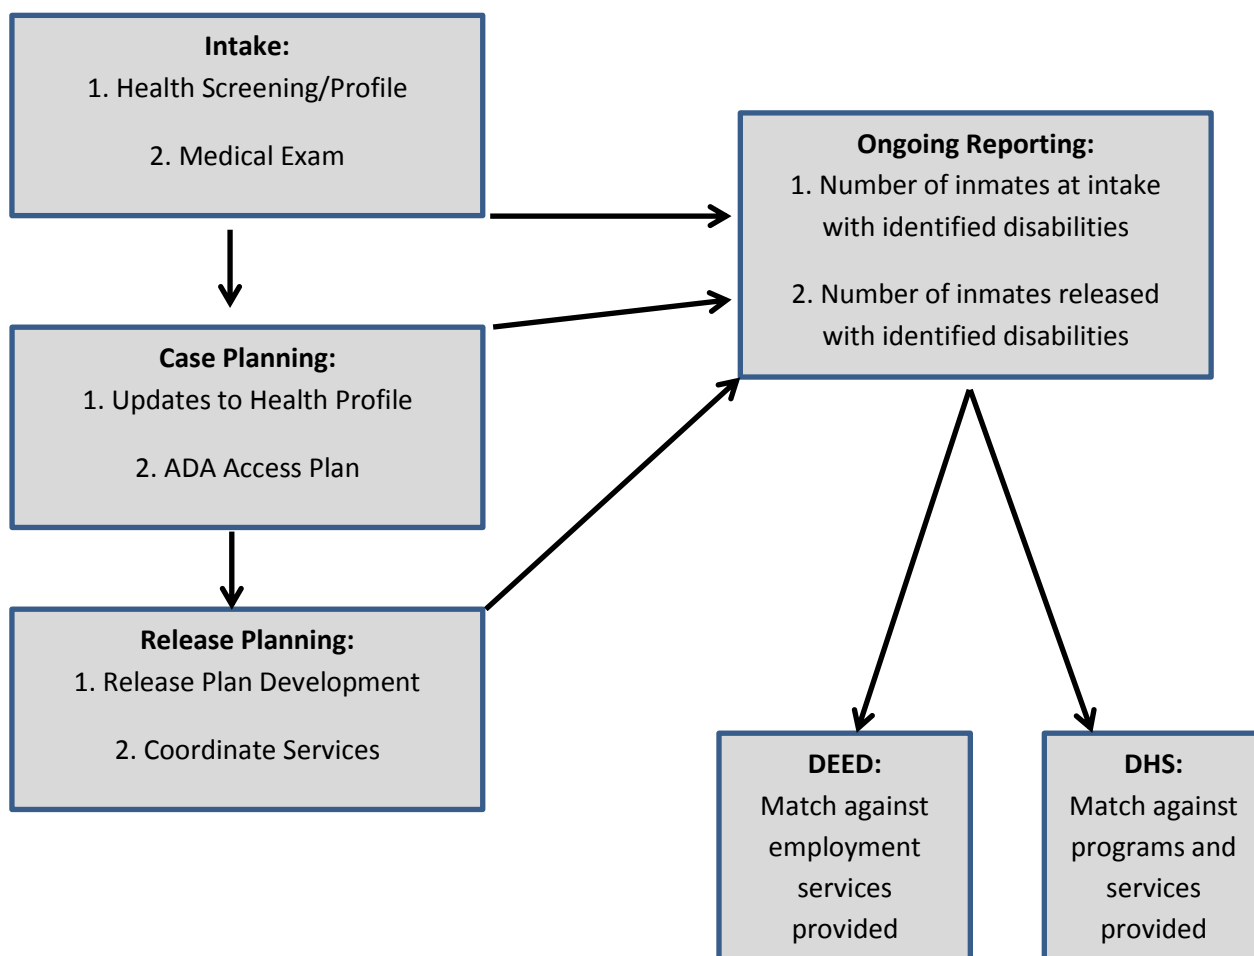 Intake:
1. Health Screening/Profile
2. Medical Exam
Ongoing Reporting:
1. Number of inmates at intake
with identified disabilities
2. Number of inmates released
with identified disabilities
Case Planning:
1. Updates to Health Profile
2. ADA Access Plan
Release Planning:
1. Release Plan Development
2. Coordinate Services
DEED:
Match against
employment
services
provided
DHS:
Match against
programs and
services
provided